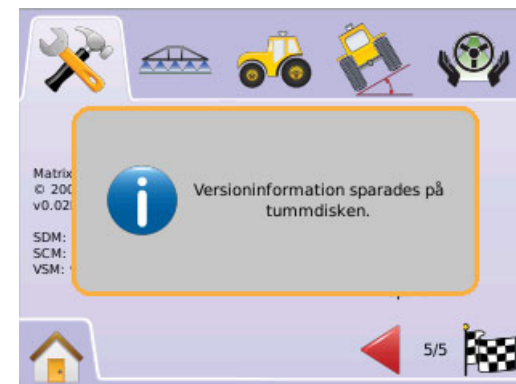 Matrix
© 200
v0.02
SDM:
SCM:
VSM:
Versioninformation sparades på
tummdisken.
5/5